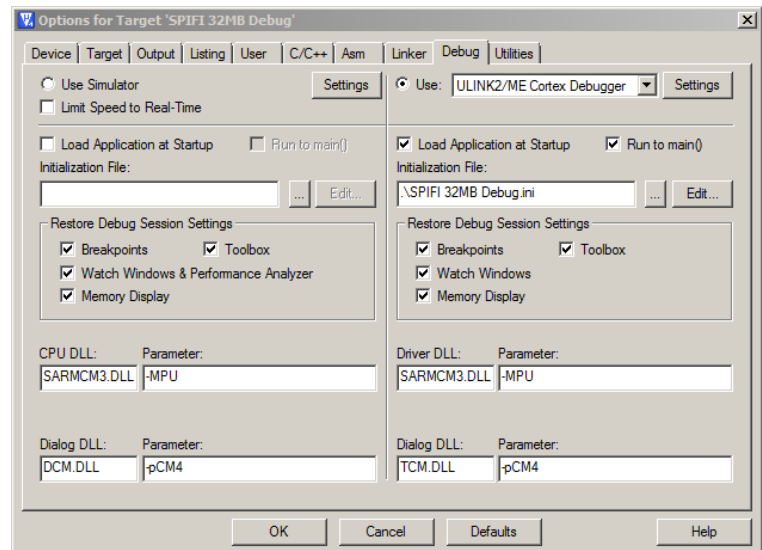 Options for Target 'SPIFI 32MB Debug'
Device Target Output Listing User C/C++ Asm Linker Debug Utilities
Use Simulator Settings
Limit Speed to Real-Time
Load Application at Startup Run to main()
Initialization File:
... Edit...
Restore Debug Session Settings
Breakpoints Toolbox
Watch Windows & Performance Analyzer
Memory Display
CPU DLL: Parameter:
SARMCM3.DLL -MPU
Dialog DLL: Parameter:
DCM.DLL -pCM4
Use: ULINK2/ME Cortex Debugger Settings
Load Application at Startup Run to main()
Initialization File:
.\SPIFI 32MB Debug.ini ... Edit...
Restore Debug Session Settings
Breakpoints Toolbox
Watch Windows
Memory Display
Driver DLL: Parameter:
SARMCM3.DLL -MPU
Dialog DLL: Parameter:
TCM.DLL -pCM4
OK Cancel Defaults Help